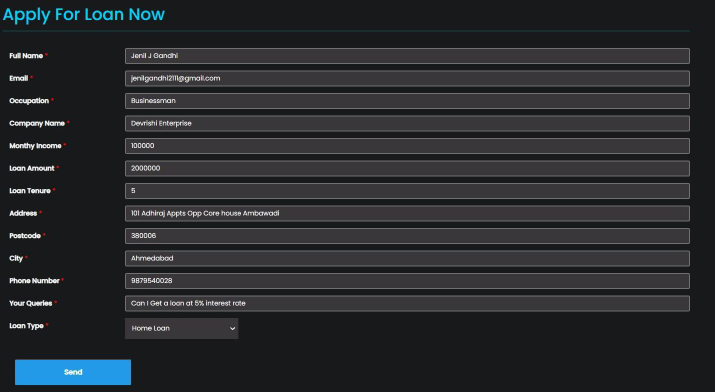 Apply For Loan Now
Full Name * Jenil J Gandhi
Email * jenilgandhi2111@gmail.com
Occupation * Businessman
Company Name * Devrishi Enterprise
Monthy Income * 100000
Loan Amount * 2000000
Loan Tenure * 5
Address * 101 Adhiraj Appts Opp Core house Ambawadi
Postcode * 380006
City * Ahmedabad
Phone Number * 9879540028
Your Queries * Can I Get a loan at 5% interest rate
Loan Type * Home Loan
Send